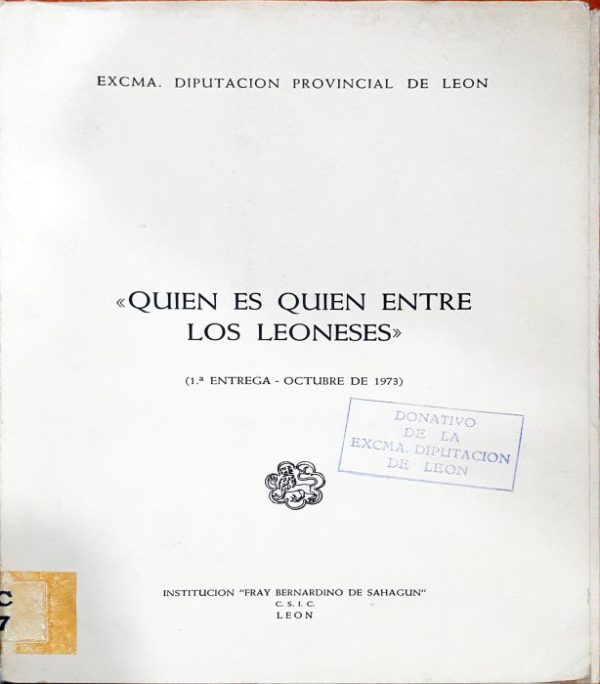 EXCMA. DIPUTACION PROVINCIAL DE LEON
«QUIEN ES QUIEN ENTRE
LOS LEONESES»
(1.ª ENTREGA - OCTUBRE DE 1973)
DONATIVO
DE LA
EXCMA. DIPUTACION
DE LEON
INSTITUCION "FRAY BERNARDINO DE SAHAGUN"
C. S. I. C.
LEON
C
7